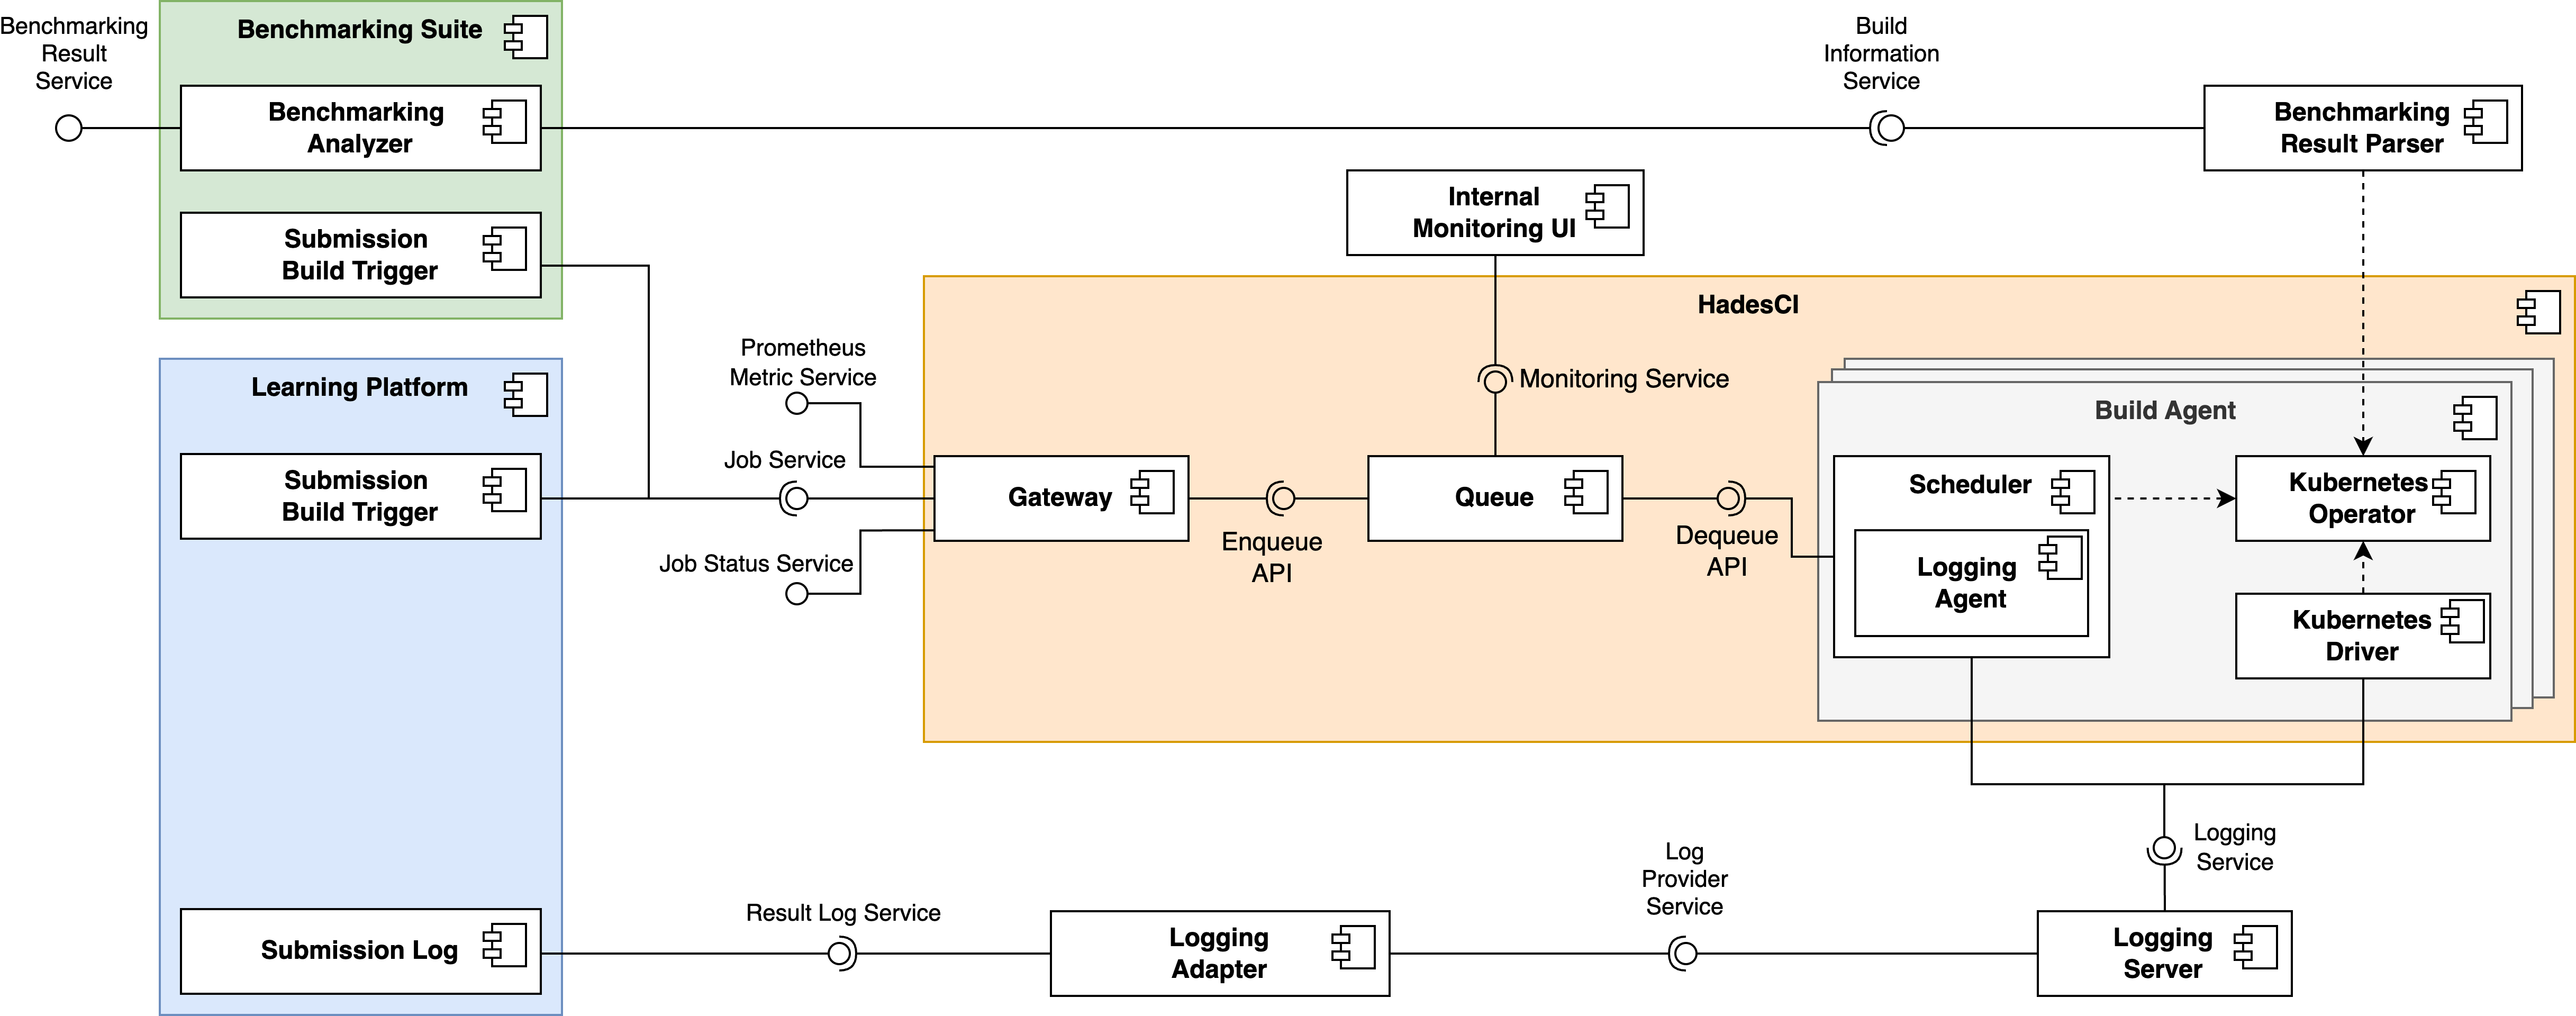 Benchmarking
Result
Service
Benchmarking Suite
Benchmarking
Analyzer
Submission
Build Trigger
Build
Information
Service
Benchmarking
Result Parser
Internal
Monitoring UI
HadesCI
Learning Platform
Submission
Build Trigger
Prometheus
Metric Service
Job Service
Job Status Service
Gateway
Enqueue
API
Monitoring Service
Queue
Dequeue
API
Build Agent
Scheduler
Logging
Agent
Kubernetes
Operator
Kubernetes
Driver
Logging
Service
Submission Log
Result Log Service
Logging
Adapter
Log
Provider
Service
Logging
Server